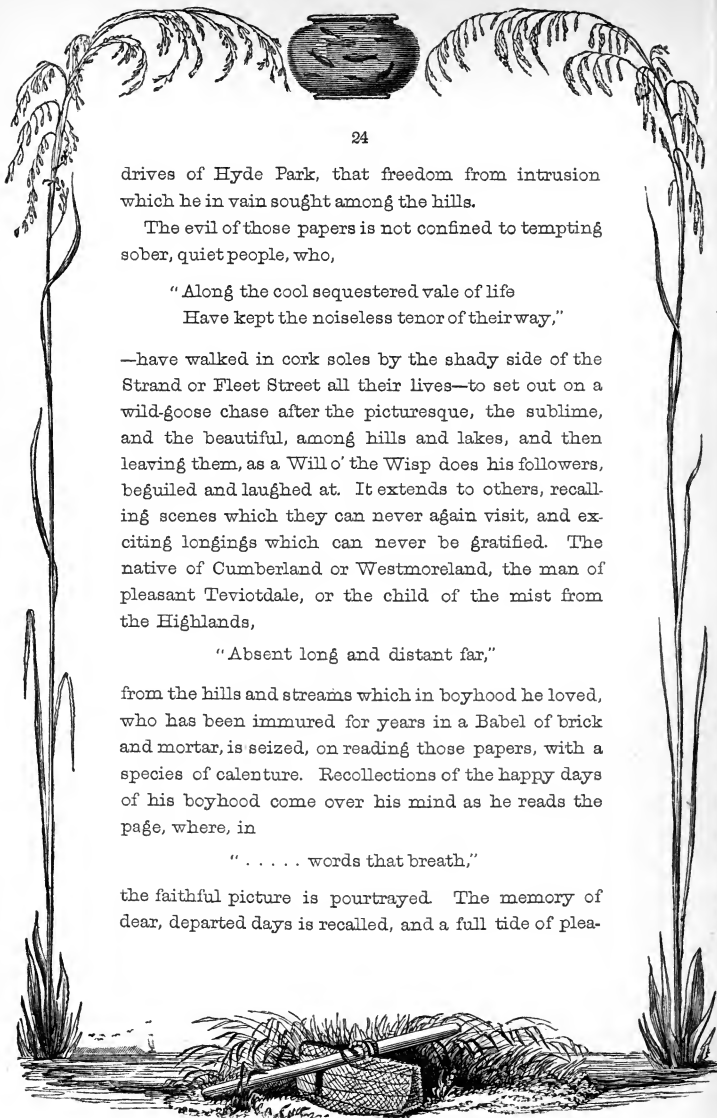 24
drives of Hyde Park, that freedom from intrusion
which he in vain sought among the hills.
The evil of those papers is not confined to tempting
sober, quiet people, who,
"Along the cool sequestered vale of life
Have kept the noiseless tenor of their way,"
—have walked in cork soles by the shady side of the
Strand or Fleet Street all their lives—to set out on a
wild-goose chase after the picturesque, the sublime,
and the beautiful, among hills and lakes, and then
leaving them, as a Will o' the Wisp does his followers,
beguiled and laughed at. It extends to others, recall-
ing scenes which they can never again visit, and ex-
citing longings which can never be gratified. The
native of Cumberland or Westmoreland, the man of
pleasant Teviotdale, or the child of the mist from
the Highlands,
"Absent long and distant far,"
from the hills and streams which in boyhood he loved,
who has been immured for years in a Babel of brick
and mortar, is seized, on reading those papers, with a
species of calenture. Recollections of the happy days
of his boyhood come over his mind as he reads the
page, where, in
" . . . . . words that breath,"
the faithful picture is pourtrayed. The memory of
dear, departed days is recalled, and a full tide of plea-